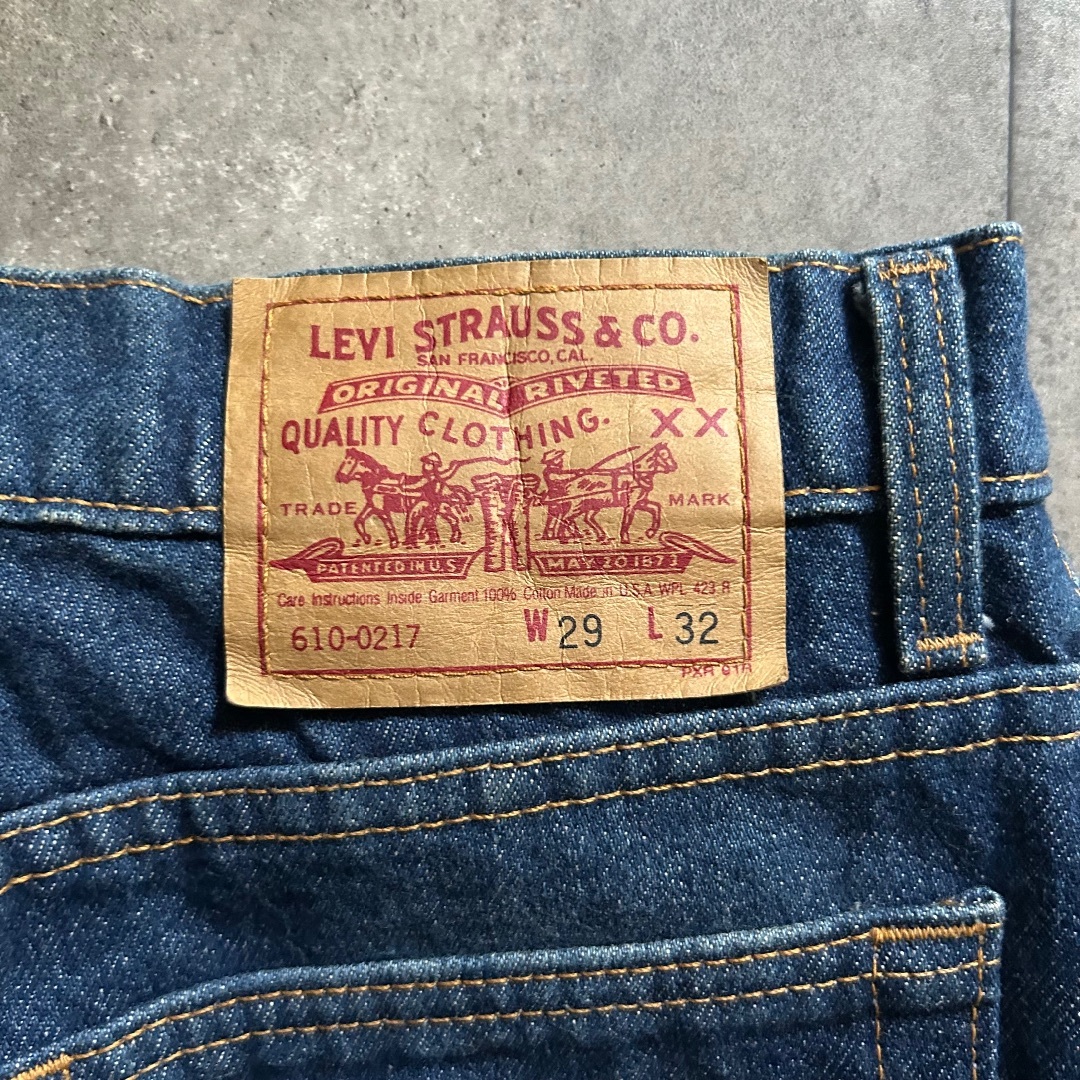 LEVI STRAUSS & CO.
SAN FRANCISCO, CAL.
ORIGINAL RIVETED
QUALITY CLOTHING. XX
TRADE MARK
PATENTED IN U.S. MAY 20 1873
Care Instructions Inside Garment 100% Cotton Made in U.S.A. WPL 423 R
610-0217 W 29 L 32